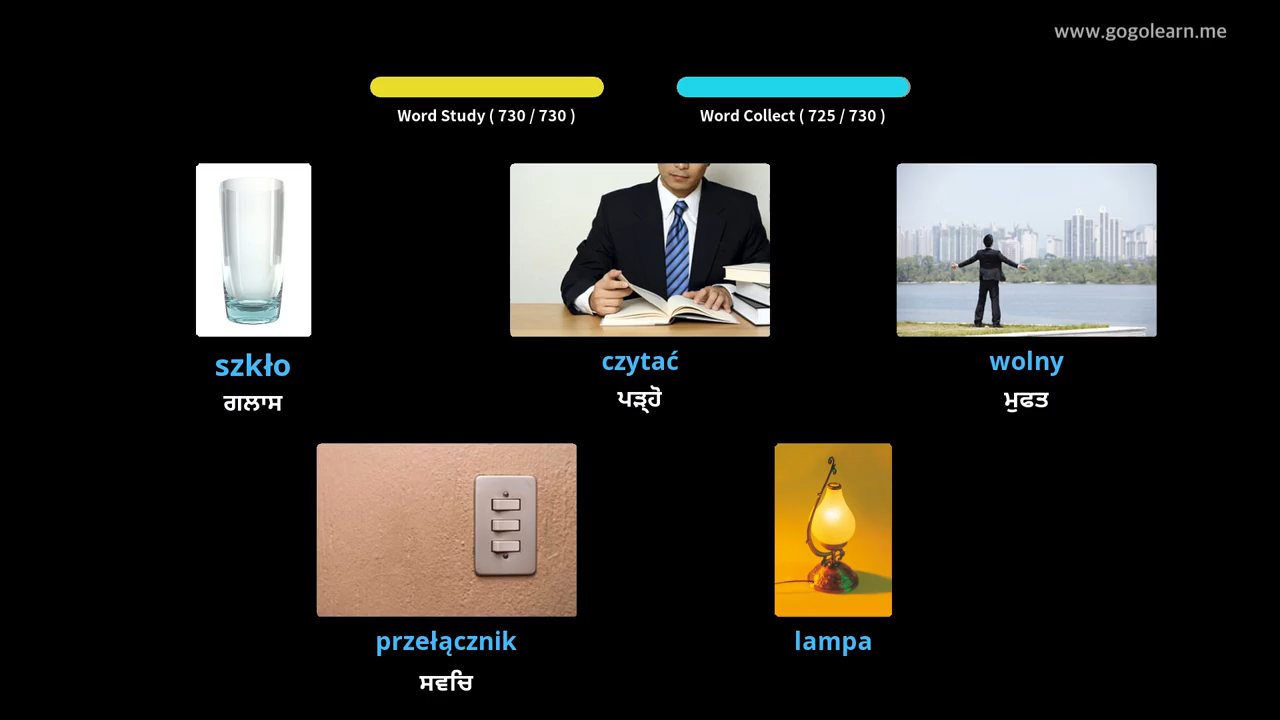 www.gogolearn.me
Word Study ( 730 / 730 )
Word Collect ( 725 / 730 )
szkło
ਗਲਾਸ
czytać
ਪੜ੍ਹੋ
wolny
ਮੁਫਤ
przełącznik
ਸਵਚਿ
lampa